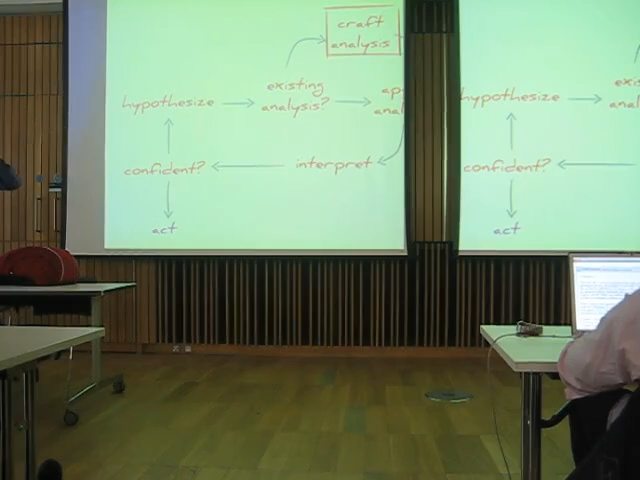 craft
analysis
existing
analysis?
hypothesize
confident?
interpret
act
hypothesize
confident?
act